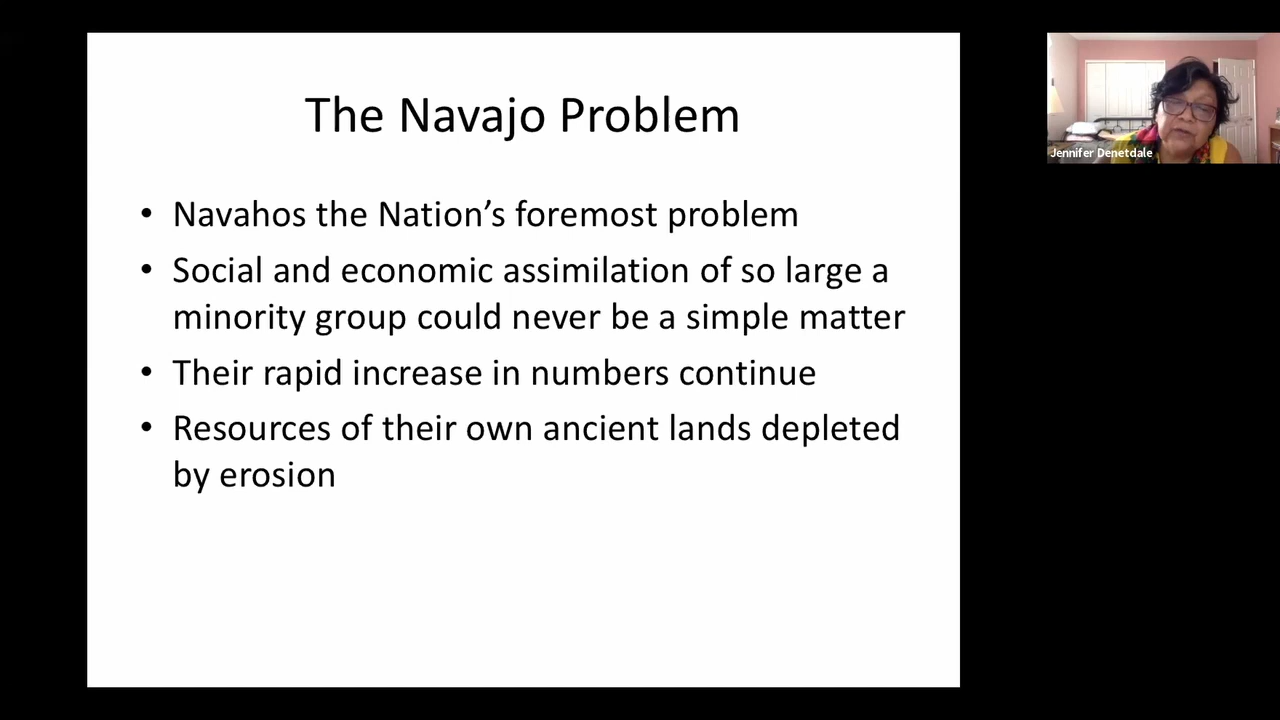 The Navajo Problem
• Navahos the Nation’s foremost problem
• Social and economic assimilation of so large a
minority group could never be a simple matter
• Their rapid increase in numbers continue
• Resources of their own ancient lands depleted
by erosion
Jennifer Denetdale